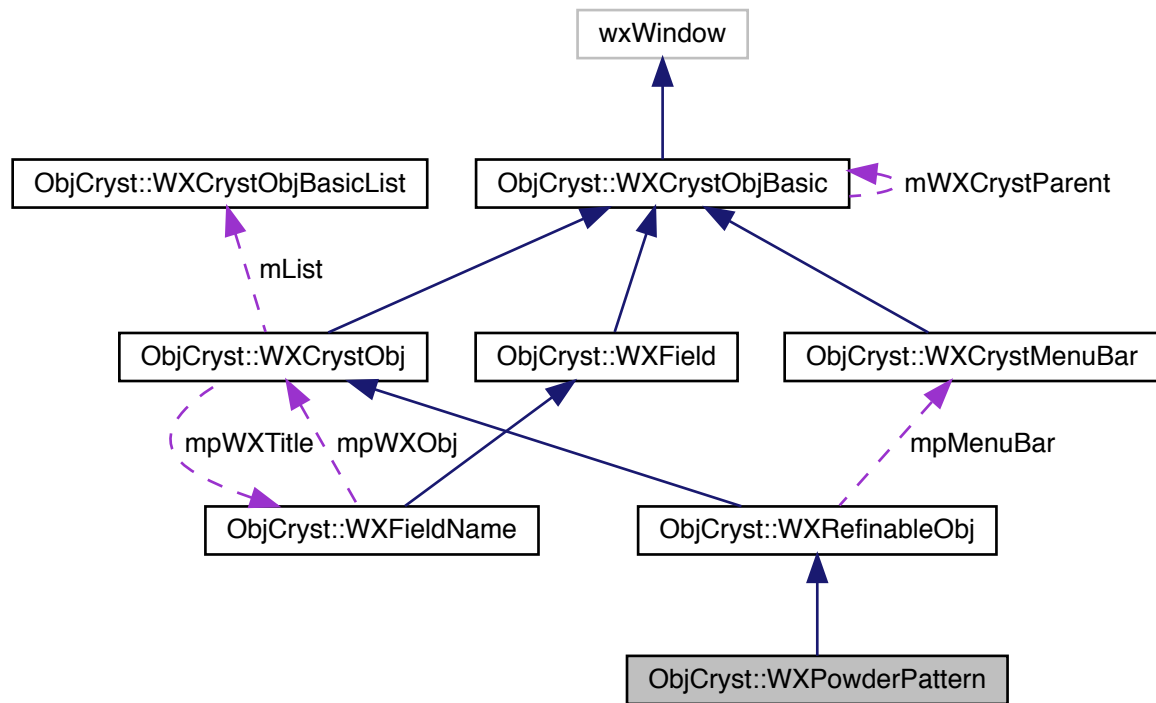 wxWindow
ObjCryst::WXCrystObjBasicList
ObjCryst::WXCrystObjBasic
mWXCrystParent
mList
ObjCryst::WXCrystObj
ObjCryst::WXField
ObjCryst::WXCrystMenuBar
mpWXTitle
mpWXObj
mpMenuBar
ObjCryst::WXFieldName
ObjCryst::WXRefinableObj
ObjCryst::WXPowderPattern